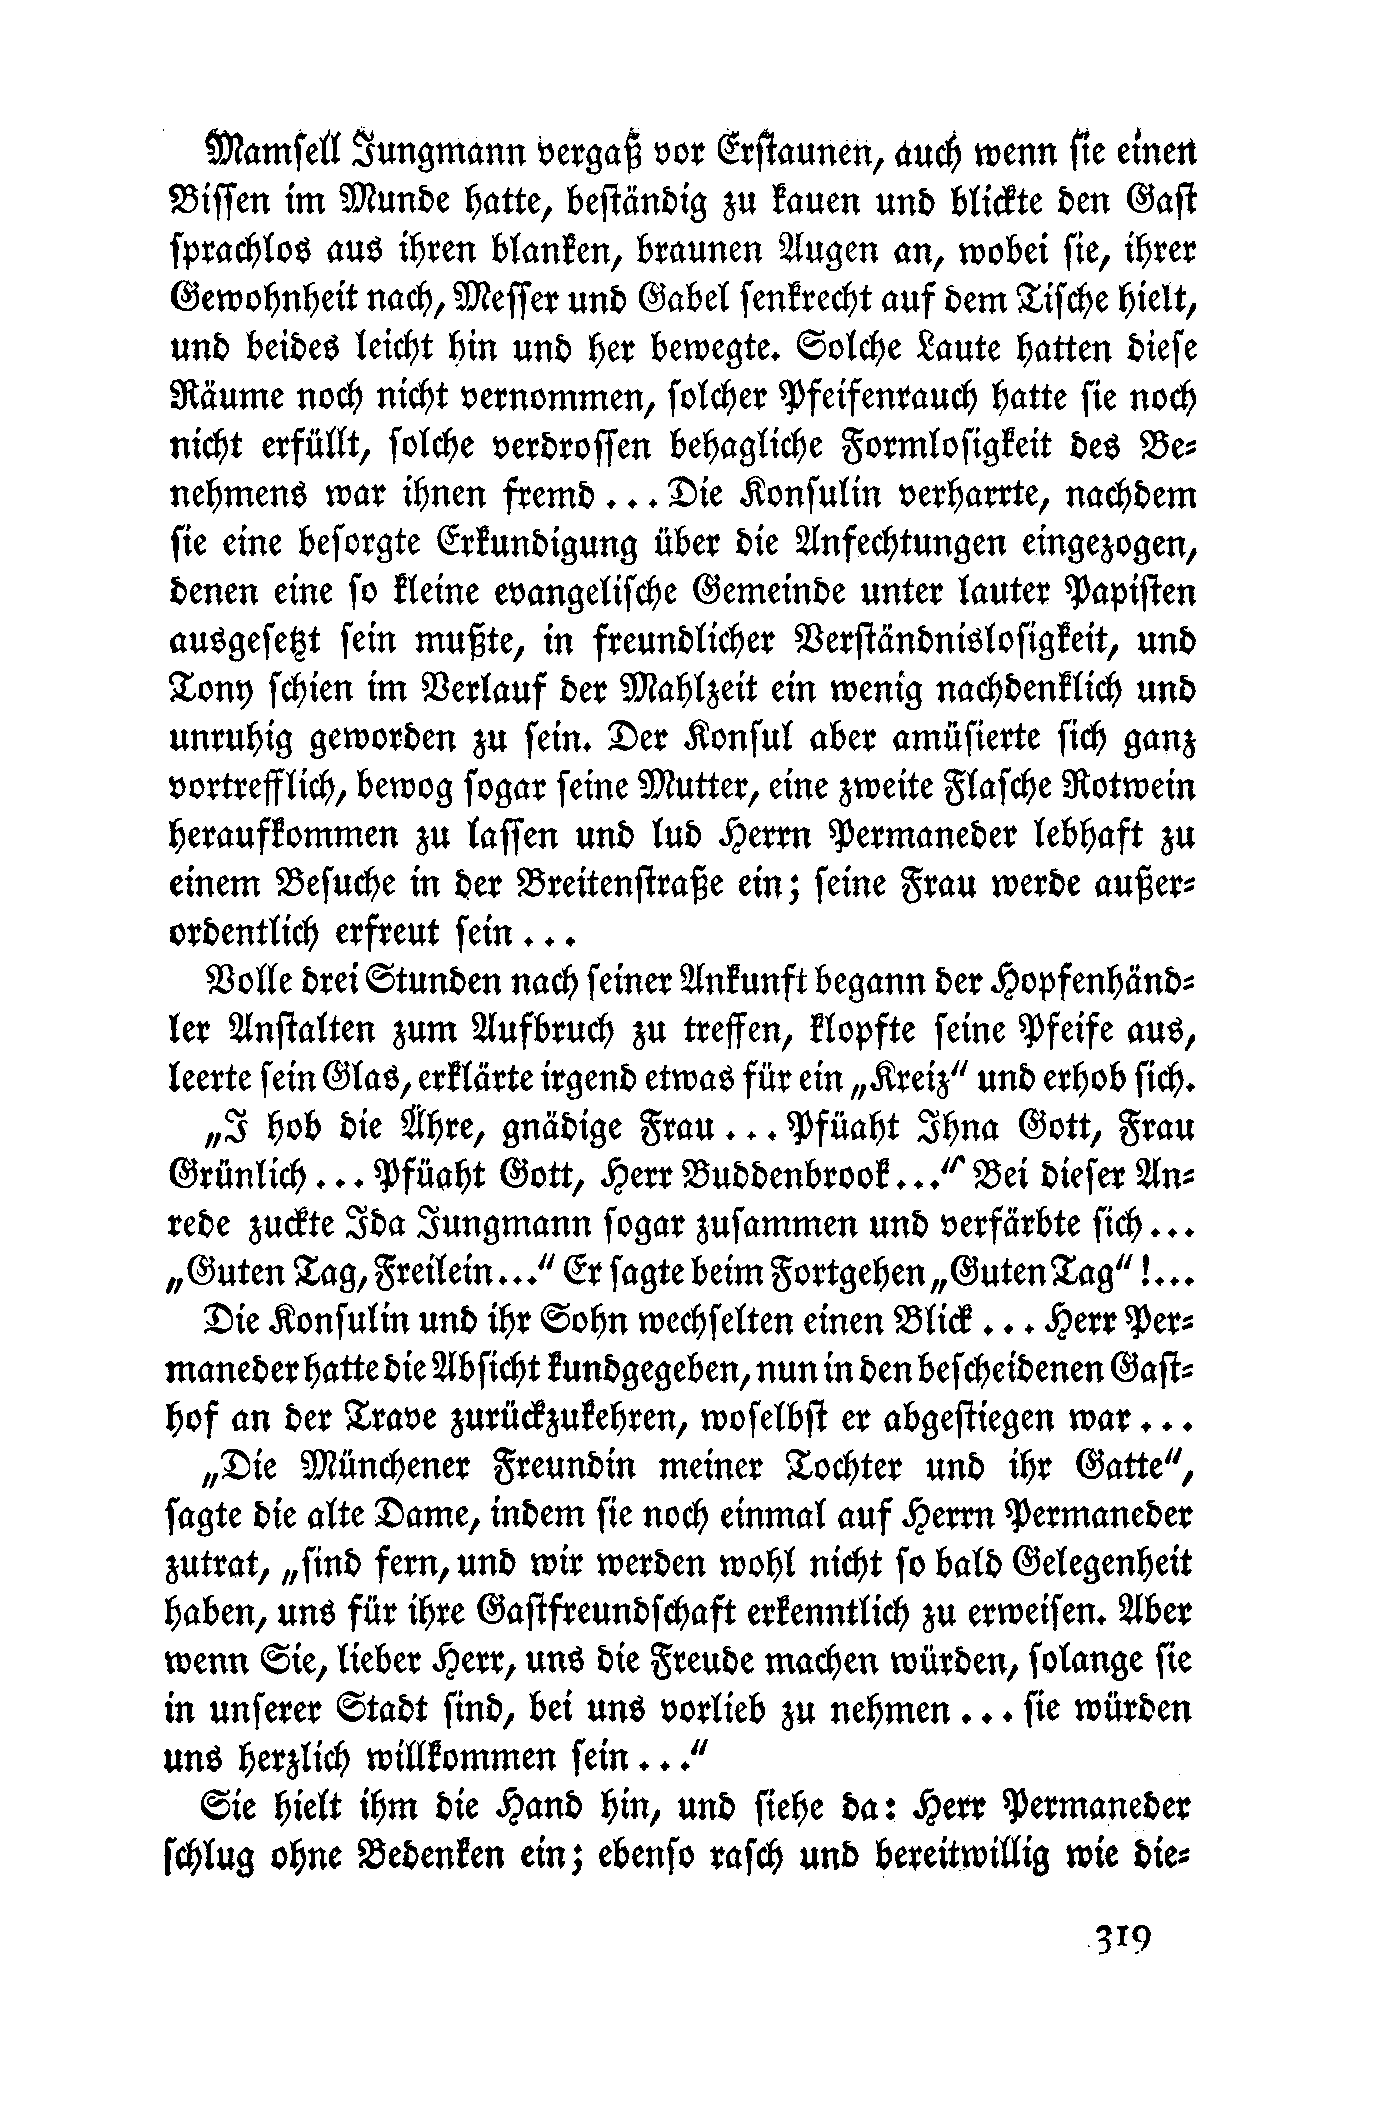 Mamsell Jungmann vergaß vor Erstaunen, auch wenn sie einen
Bissen im Munde hatte, beständig zu kauen und blickte den Gast
sprachlos aus ihren blanken, braunen Augen an, wobei sie, ihrer
Gewohnheit nach, Messer und Gabel senkrecht auf dem Tische hielt,
und beides leicht hin und her bewegte. Solche Laute hatten diese
Räume noch nicht vernommen, solcher Pfeifenrauch hatte sie noch
nicht erfüllt, solche verdrossen behagliche Formlosigkeit des Be-
nehmens war ihnen fremd... Die Konsulin verharrte, nachdem
sie eine besorgte Erkundigung über die Anfechtungen eingezogen,
denen eine so kleine evangelische Gemeinde unter lauter Papisten
ausgesetzt sein mußte, in freundlicher Verständnislosigkeit, und
Tony schien im Verlauf der Mahlzeit ein wenig nachdenklich und
unruhig geworden zu sein. Der Konsul aber amüsierte sich ganz
vortrefflich, bewog sogar seine Mutter, eine zweite Flasche Rotwein
heraufkommen zu lassen und lud Herrn Permaneder lebhaft zu
einem Besuche in der Breitenstraße ein; seine Frau werde außer-
ordentlich erfreut sein...
Volle drei Stunden nach seiner Ankunft begann der Hopfenhänd-
ler Anstalten zum Aufbruch zu treffen, klopfte seine Pfeife aus,
leerte sein Glas, erklärte irgend etwas für ein „Kreiz“ und erhob sich.
„I hob die Ähre, gnädige Frau... Pfüaht Ihna Gott, Frau
Grünlich... Pfüaht Gott, Herr Buddenbrook...“ Bei dieser An-
rede zuckte Ida Jungmann sogar zusammen und verfärbte sich...
„Guten Tag, Freilein...“ Er sagte beim Fortgehen „Guten Tag“!...
Die Konsulin und ihr Sohn wechselten einen Blick... Herr Per-
maneder hatte die Absicht kundgegeben, nun in den bescheidenen Gast-
hof an der Trave zurückzukehren, woselbst er abgestiegen war...
„Die Münchener Freundin meiner Tochter und ihr Gatte“,
sagte die alte Dame, indem sie noch einmal auf Herrn Permaneder
zutrat, „sind fern, und wir werden wohl nicht so bald Gelegenheit
haben, uns für ihre Gastfreundschaft erkenntlich zu erweisen. Aber
wenn Sie, lieber Herr, uns die Freude machen würden, solange sie
in unserer Stadt sind, bei uns vorlieb zu nehmen... sie würden
uns herzlich willkommen sein...“
Sie hielt ihm die Hand hin, und siehe da: Herr Permaneder
schlug ohne Bedenken ein; ebenso rasch und bereitwillig wie die-
319